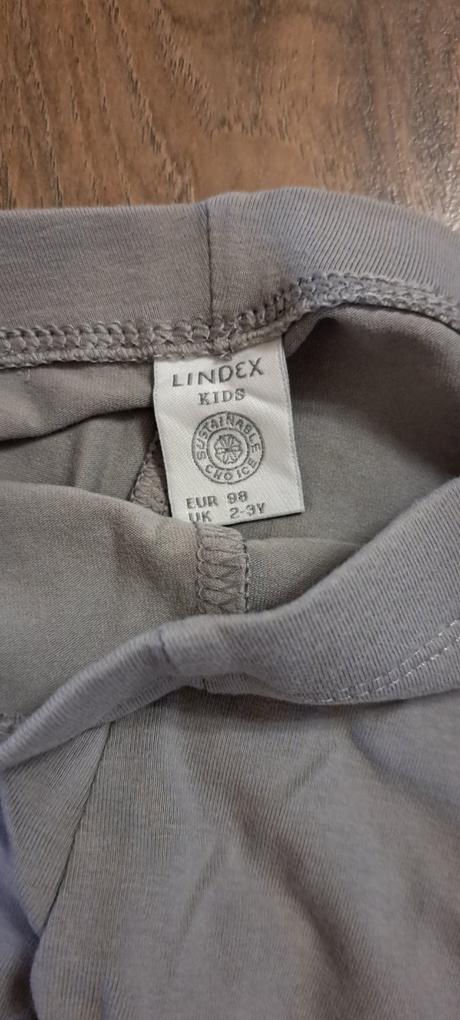 LINDEX
KIDS
SUSTAINABLE
CHOICE
EUR 98
UK 2-3Y